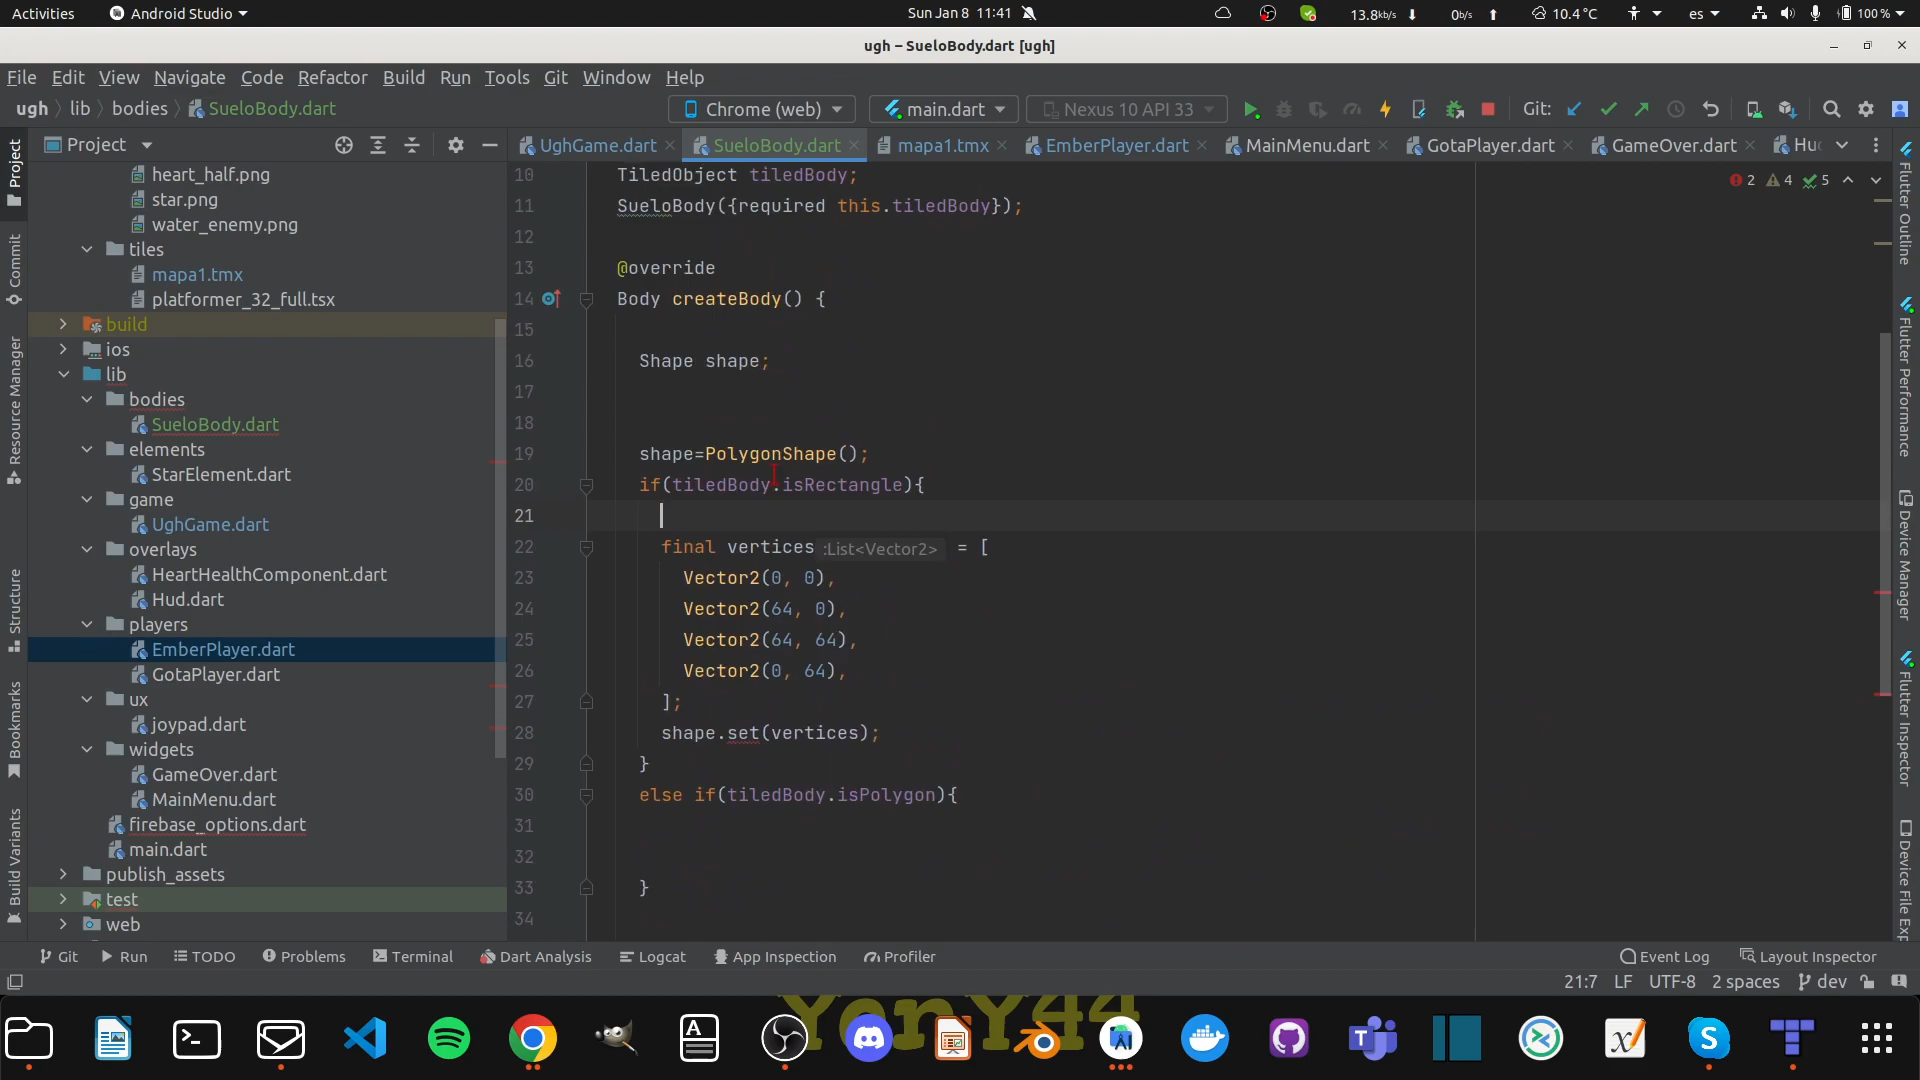 Activities
Android Studio
Sun Jan 8 11:41
13.8kb/s
0b/s
10.4°C
es
100 %
ugh – SueloBody.dart [ugh]
File Edit View Navigate Code Refactor Build Run Tools Git Window Help
ugh lib bodies SueloBody.dart
Chrome (web)
main.dart
Nexus 10 API 33
Git:
Project
UghGame.dart
SueloBody.dart
mapa1.tmx
EmberPlayer.dart
MainMenu.dart
GotaPlayer.dart
GameOver.dart
Hu
heart_half.png
star.png
water_enemy.png
tiles
mapa1.tmx
platformer_32_full.tsx
build
ios
lib
bodies
SueloBody.dart
elements
StarElement.dart
game
UghGame.dart
overlays
HeartHealthComponent.dart
Hud.dart
players
EmberPlayer.dart
GotaPlayer.dart
ux
joypad.dart
widgets
GameOver.dart
MainMenu.dart
firebase_options.dart
main.dart
publish_assets
test
web
2 4 5
10 TiledObject tiledBody;
11 SueloBody({required this.tiledBody});
12
13 @override
14 Body createBody() {
15
16 Shape shape;
17
18
19 shape=PolygonShape();
20 if(tiledBody.isRectangle){
21
22 final vertices :List<Vector2> = [
23 Vector2(0, 0),
24 Vector2(64, 0),
25 Vector2(64, 64),
26 Vector2(0, 64),
27 ];
28 shape.set(vertices);
29 }
30 else if(tiledBody.isPolygon){
31
32
33 }
34
Project
Commit
Resource Manager
Structure
Bookmarks
Build Variants
Flutter Outline
Flutter Performance
Device Manager
Flutter Inspector
Device File Exp
Git Run TODO Problems Terminal Dart Analysis Logcat App Inspection Profiler
Event Log Layout Inspector
21:7 LF UTF-8 2 spaces dev
YonY44